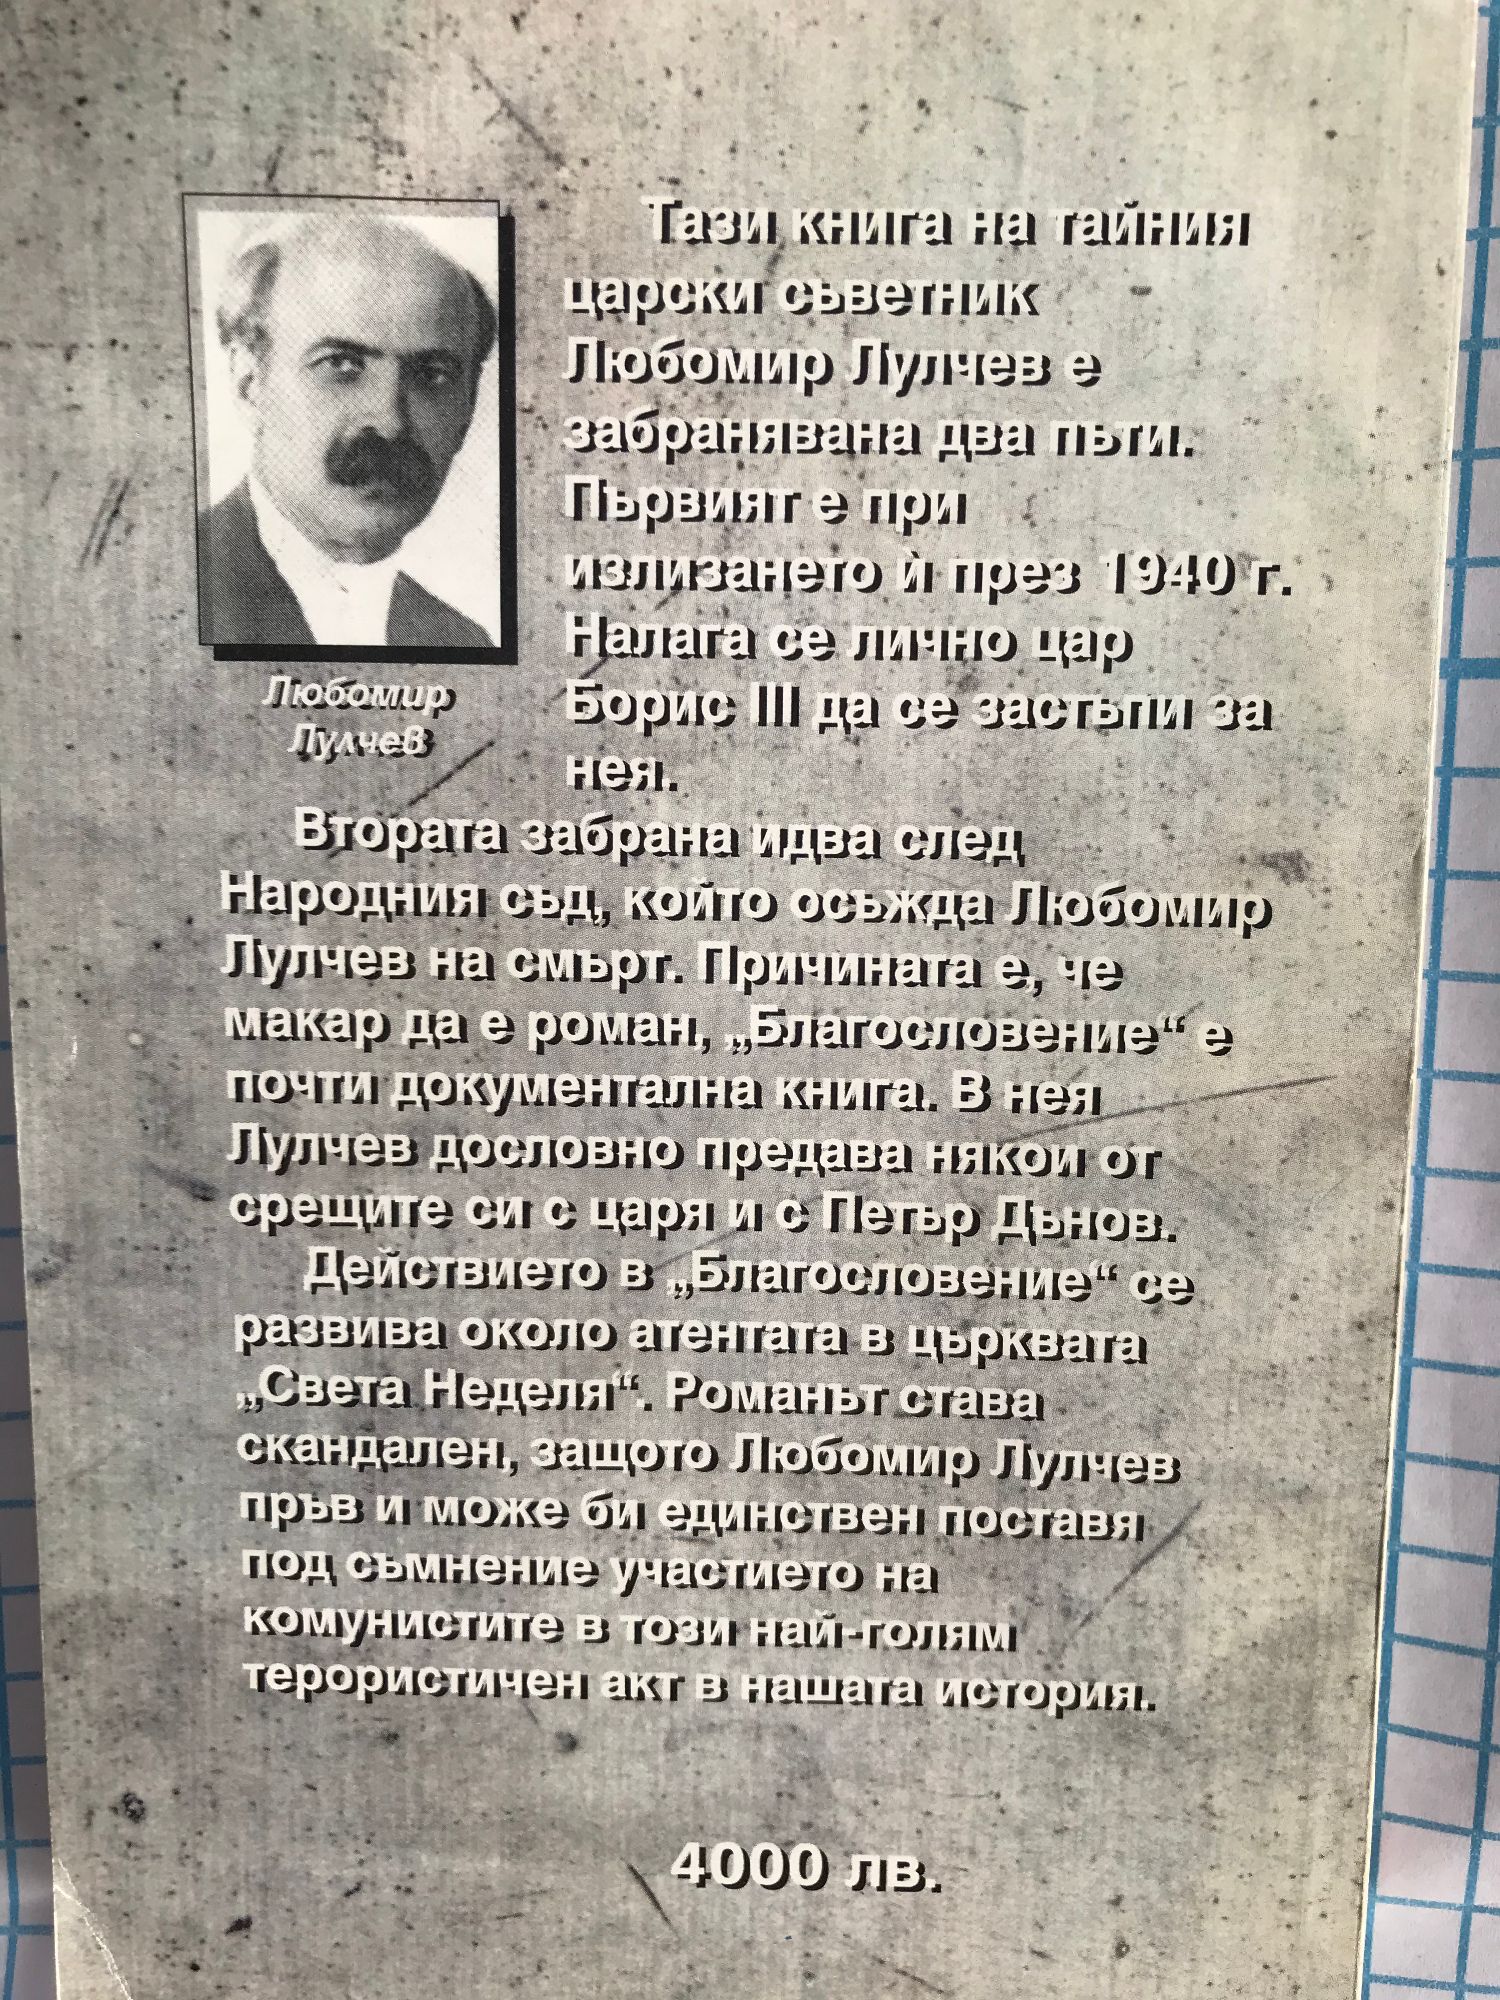 Тази книга на тайния
царски съветник
Любомир Лулчев е
забранявана два пъти.
Първият е при
излизането ѝ през 1940 г.
Налага се лично цар
Борис III да се застъпи за
нея.
Любомир
Лулчев
Втората забрана идва след
Народния съд, който осъжда Любомир
Лулчев на смърт. Причината е, че
макар да е роман, „Благословение“ е
почти документална книга. В нея
Лулчев дословно предава някои от
срещите си с царя и с Петър Дънов.
Действието в „Благословение“ се
развива около атентата в църквата
„Света Неделя“. Романът става
скандален, защото Любомир Лулчев
пръв и може би единствен поставя
под съмнение участието на
комунистите в този най-голям
терористичен акт в нашата история.
4000 лв.